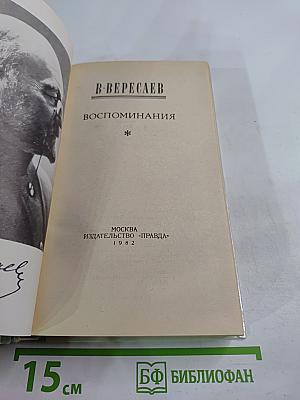 В·ВЕРЕСАЕВ
ВОСПОМИНАНИЯ
*
МОСКВА
ИЗДАТЕЛЬСТВО «ПРАВДА»
1982
15 см
БФ БИБЛИОФАН